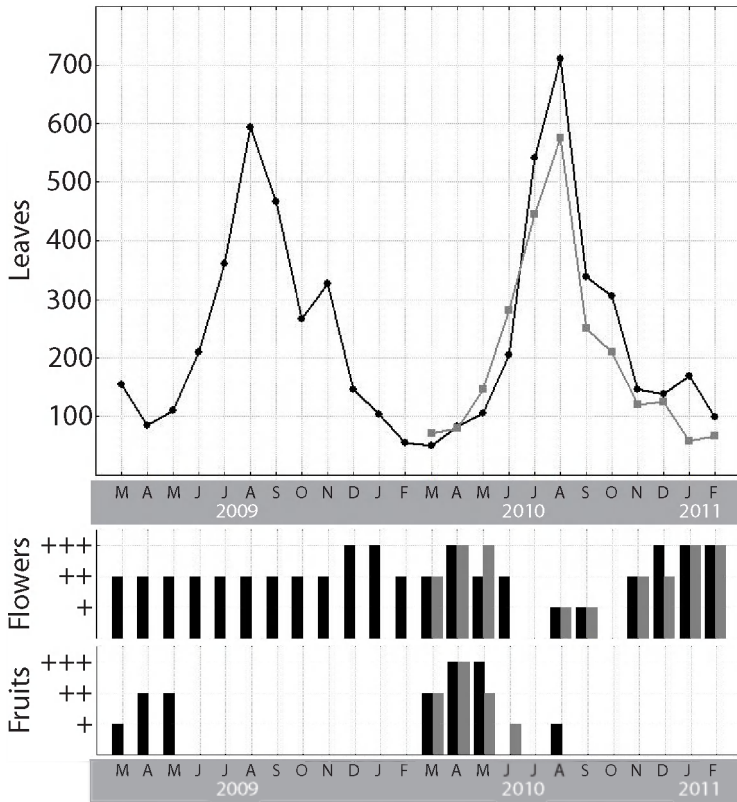 Leaves
700
600
500
400
300
200
100
M A M J J A S O N D J F M A M J J A S O N D J F
2009 2010 2011
Flowers
+++
++
+
Fruits
+++
++
+
M A M J J A S O N D J F M A M J J A S O N D J F
2009 2010 2011